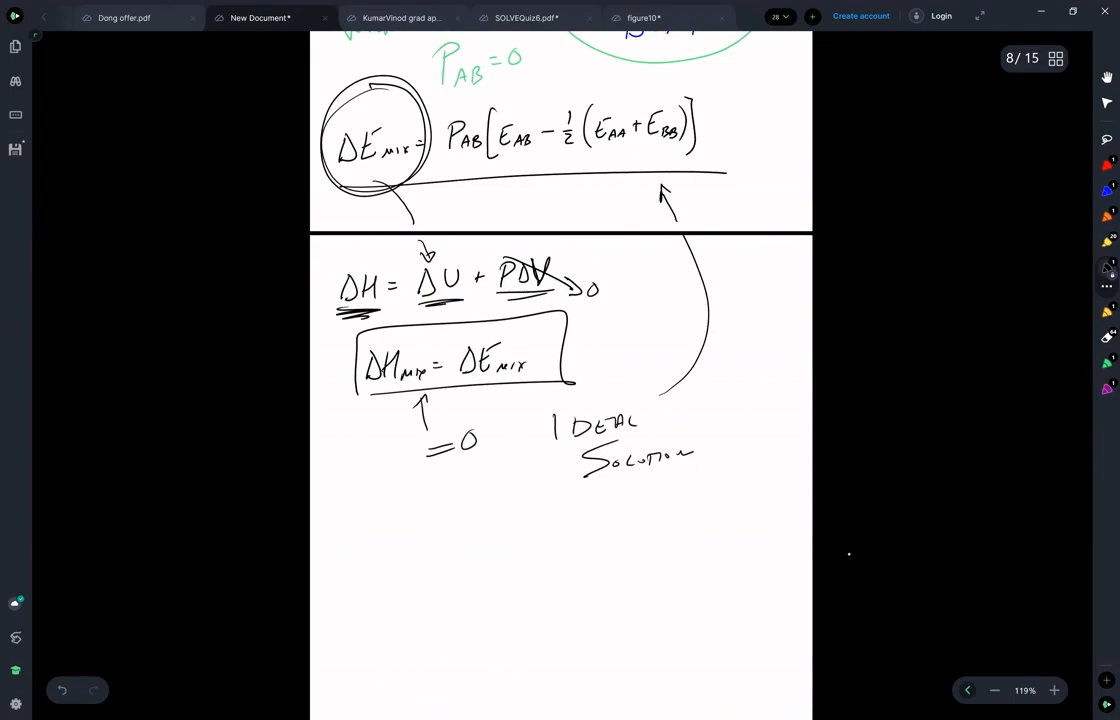 Dong offer.pdf
New Document*
KumarVinod grad ap...
SOLVEQuiz6.pdf*
figure10*
28
Create account
Login
8 / 15
P_AB = 0
ΔE_mix = P_AB [E_AB − 1/2 (E_AA + E_BB)]
ΔH = ΔU + PΔV → 0
ΔH_mix = ΔE_mix
= 0
IDEAL
SOLUTION
119%